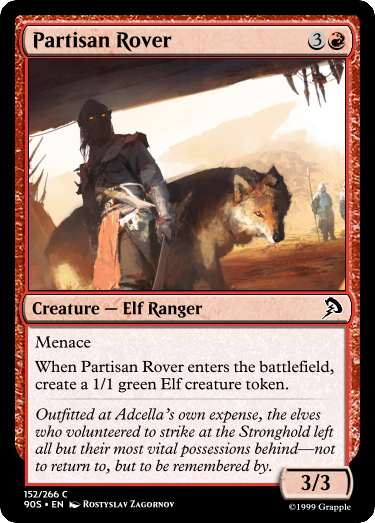 Partisan Rover 3
Creature — Elf Ranger
Menace
When Partisan Rover enters the battlefield,
create a 1/1 green Elf creature token.
Outfitted at Adcella's own expense, the elves
who volunteered to strike at the Stronghold left
all but their most vital possessions behind—not
to return, but to be remembered by.
3/3
152/266 C
90S • EN Rostyslav Zagornov
©1999 Grapple